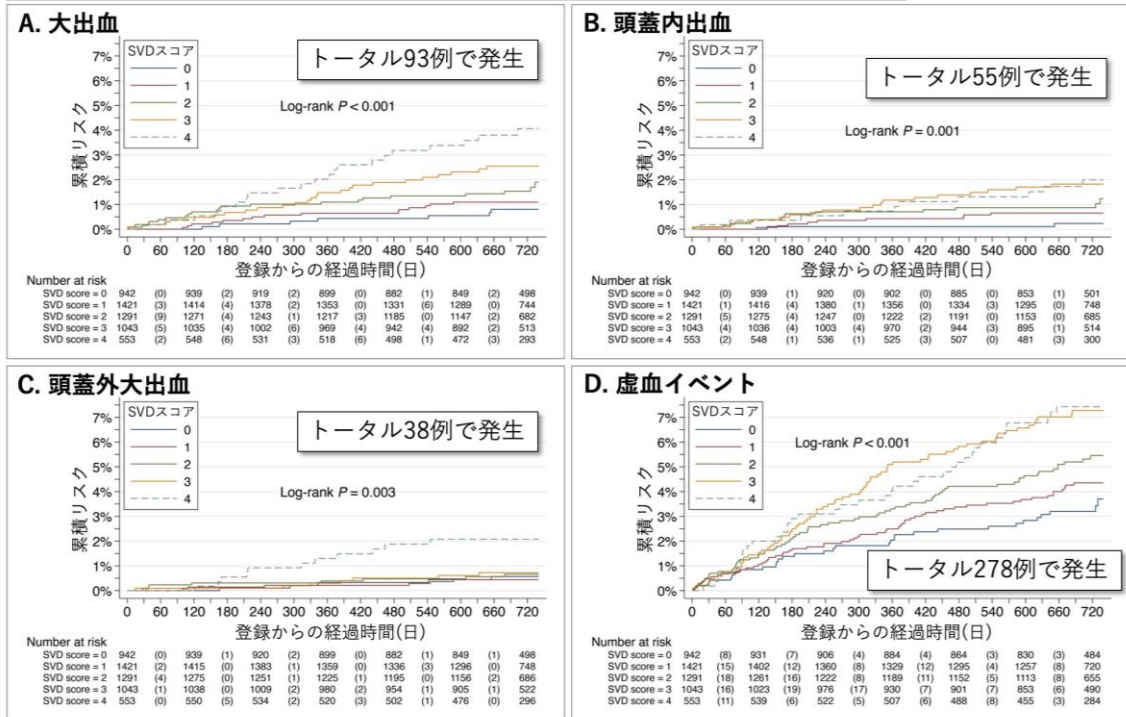 A. 大出血
SVDスコア
0
1
2
3
4
トータル93例で発生
Log-rank P < 0.001
7%
6%
5%
4%
3%
2%
1%
0%
累積リスク
0 60 120 180 240 300 360 420 480 540 600 660 720
登録からの経過時間(日)
Number at risk
SVD score = 0 942 (0) 939 (2) 919 (2) 899 (0) 882 (1) 849 (2) 498
SVD score = 1 1421 (3) 1414 (4) 1378 (2) 1353 (0) 1331 (6) 1289 (0) 744
SVD score = 2 1291 (9) 1271 (4) 1243 (1) 1217 (3) 1185 (0) 1147 (2) 682
SVD score = 3 1043 (5) 1035 (4) 1002 (6) 969 (4) 942 (4) 892 (2) 513
SVD score = 4 553 (2) 548 (6) 531 (3) 518 (6) 498 (1) 472 (3) 293
B. 頭蓋内出血
SVDスコア
0
1
2
3
4
トータル55例で発生
Log-rank P = 0.001
7%
6%
5%
4%
3%
2%
1%
0%
累積リスク
0 60 120 180 240 300 360 420 480 540 600 660 720
登録からの経過時間(日)
Number at risk
SVD score = 0 942 (0) 939 (1) 920 (0) 902 (0) 885 (0) 853 (1) 501
SVD score = 1 1421 (1) 1416 (4) 1380 (1) 1356 (0) 1334 (3) 1295 (0) 748
SVD score = 2 1291 (5) 1275 (4) 1247 (0) 1222 (2) 1191 (0) 1153 (0) 685
SVD score = 3 1043 (4) 1036 (4) 1003 (4) 970 (2) 944 (3) 895 (1) 514
SVD score = 4 553 (2) 548 (1) 536 (1) 525 (3) 507 (0) 481 (3) 300
C. 頭蓋外大出血
SVDスコア
0
1
2
3
4
トータル38例で発生
Log-rank P = 0.003
7%
6%
5%
4%
3%
2%
1%
0%
累積リスク
0 60 120 180 240 300 360 420 480 540 600 660 720
登録からの経過時間(日)
Number at risk
SVD score = 0 942 (0) 939 (1) 920 (2) 899 (0) 882 (1) 849 (1) 498
SVD score = 1 1421 (2) 1415 (0) 1383 (1) 1359 (0) 1336 (3) 1296 (0) 748
SVD score = 2 1291 (4) 1275 (0) 1251 (1) 1225 (1) 1195 (0) 1156 (2) 686
SVD score = 3 1043 (1) 1038 (0) 1009 (2) 980 (2) 954 (1) 905 (1) 522
SVD score = 4 553 (0) 550 (5) 534 (2) 520 (3) 502 (1) 476 (0) 296
D. 虚血イベント
SVDスコア
0
1
2
3
4
Log-rank P < 0.001
トータル278例で発生
7%
6%
5%
4%
3%
2%
1%
0%
累積リスク
0 60 120 180 240 300 360 420 480 540 600 660 720
登録からの経過時間(日)
Number at risk
SVD score = 0 942 (8) 931 (7) 906 (4) 884 (4) 864 (3) 830 (3) 484
SVD score = 1 1421 (15) 1402 (12) 1360 (8) 1329 (12) 1295 (4) 1257 (8) 720
SVD score = 2 1291 (18) 1261 (16) 1222 (8) 1189 (11) 1152 (5) 1113 (8) 655
SVD score = 3 1043 (16) 1023 (19) 976 (17) 930 (7) 901 (7) 853 (6) 490
SVD score = 4 553 (11) 539 (6) 522 (5) 507 (6) 488 (8) 455 (3) 284